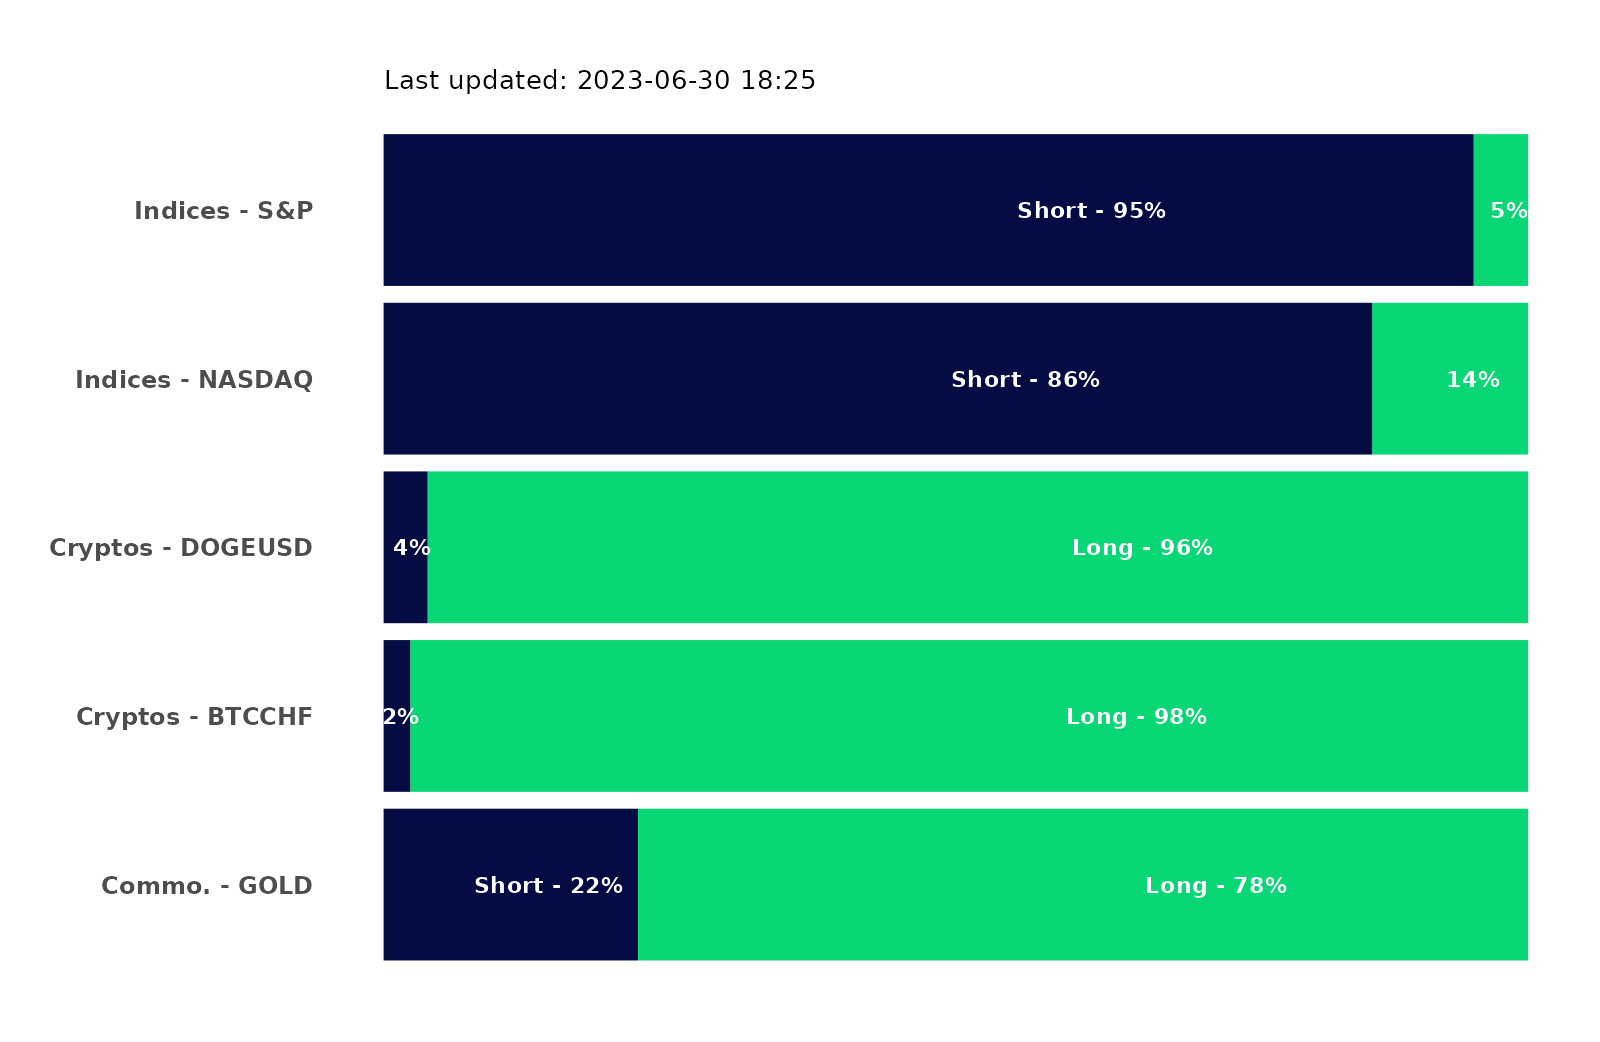 Last updated: 2023-06-30 18:25
Indices - S&P Short - 95% 5%
Indices - NASDAQ Short - 86% 14%
Cryptos - DOGEUSD 4% Long - 96%
Cryptos - BTCCHF 2% Long - 98%
Commo. - GOLD Short - 22% Long - 78%